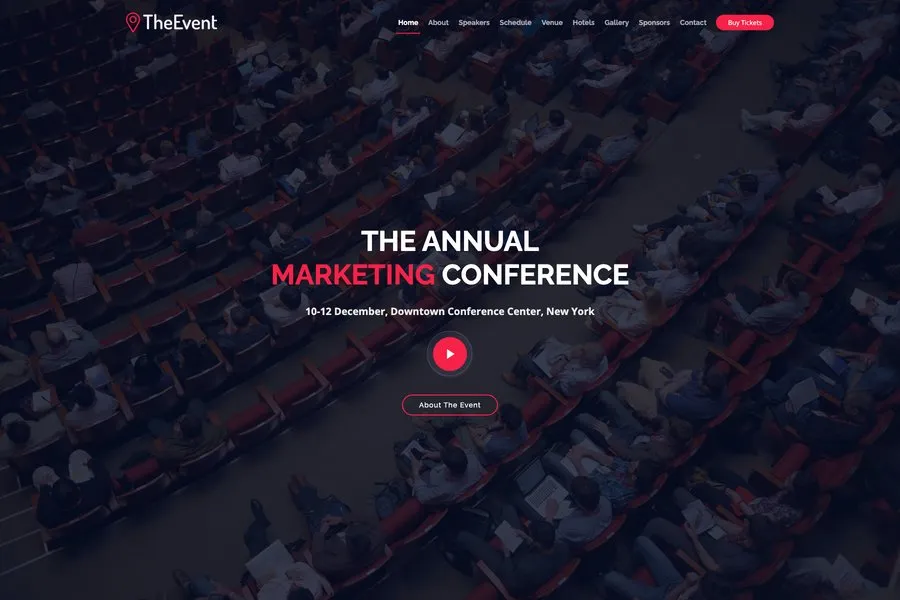 TheEvent
Home About Speakers Schedule Venue Hotels Gallery Sponsors Contact Buy Tickets
THE ANNUAL
MARKETING CONFERENCE
10-12 December, Downtown Conference Center, New York
About The Event